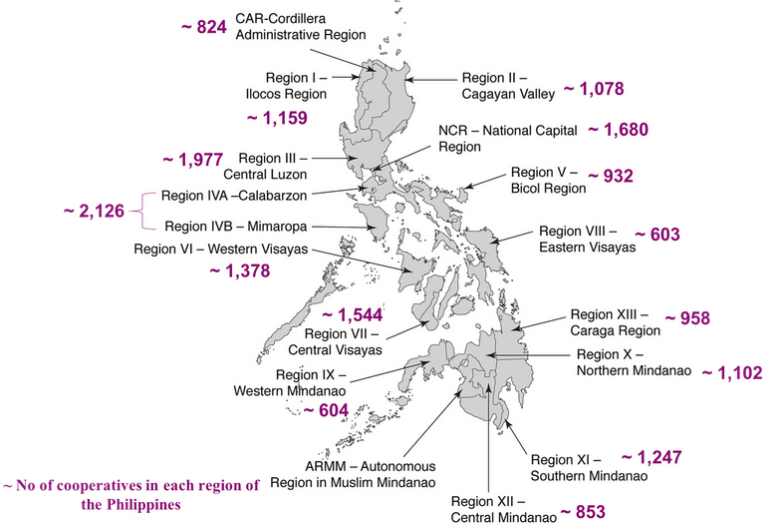 CAR-Cordillera
Administrative Region
~ 824
Region I –
Ilocos Region
~ 1,159
Region II –
Cagayan Valley
~ 1,078
NCR – National Capital
Region
~ 1,680
~ 1,977
Region III –
Central Luzon
Region V –
Bicol Region
~ 932
Region IVA –Calabarzon
~ 2,126
Region IVB – Mimaropa
Region VI – Western Visayas
~ 1,378
Region VIII –
Eastern Visayas
~ 603
~ 1,544
Region VII –
Central Visayas
Region XIII –
Caraga Region
~ 958
Region X –
Northern Mindanao
~ 1,102
Region IX –
Western Mindanao
~ 604
ARMM – Autonomous
Region in Muslim Mindanao
Region XI –
Southern Mindanao
~ 1,247
Region XII –
Central Mindanao
~ 853
~ No of cooperatives in each region of
the Philippines